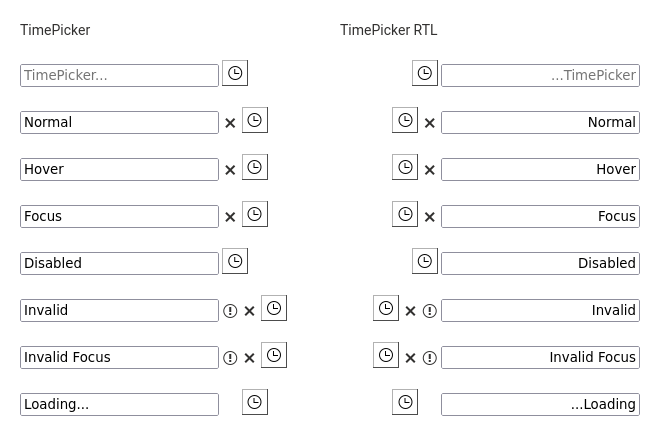 TimePicker
TimePicker RTL
TimePicker...
...TimePicker
Normal
Normal
Hover
Hover
Focus
Focus
Disabled
Disabled
Invalid
Invalid
Invalid Focus
Invalid Focus
Loading...
...Loading